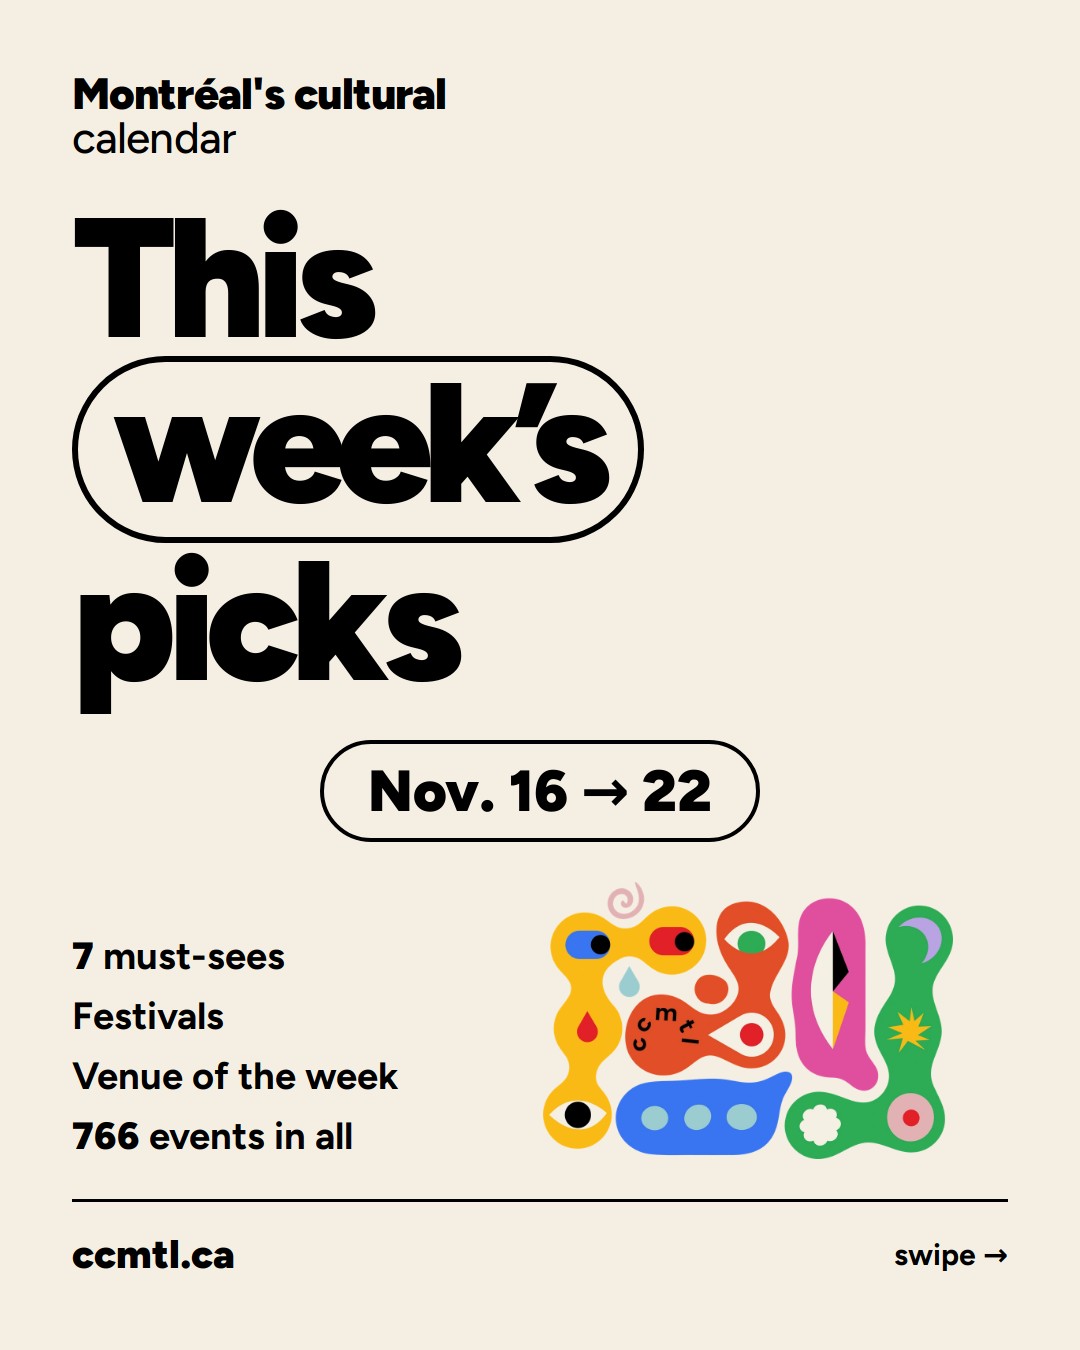 Montréal's cultural
calendar
This
week’s
picks
Nov. 16 → 22
7 must-sees
Festivals
Venue of the week
766 events in all
ccmtl
ccmtl.ca
swipe →